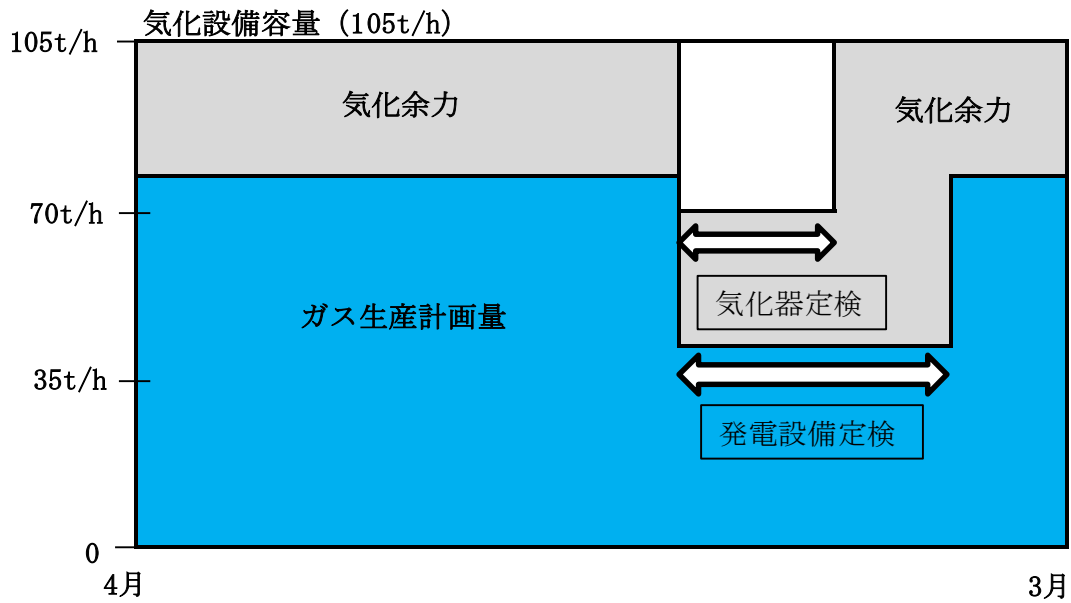 気化設備容量 (105t/h)
105t/h
気化余力
気化余力
70t/h
気化器定検
ガス生産計画量
35t/h
発電設備定検
0
4月
3月